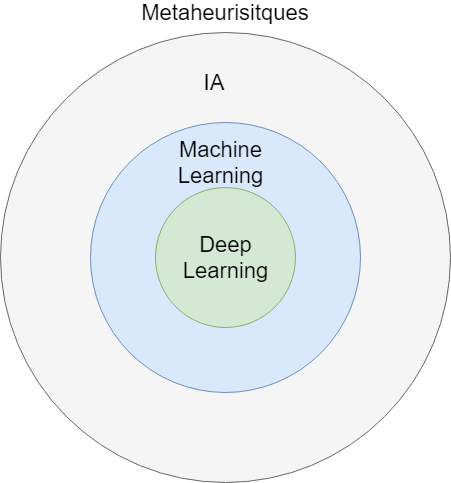 Metaheurisitques
IA
Machine
Learning
Deep
Learning